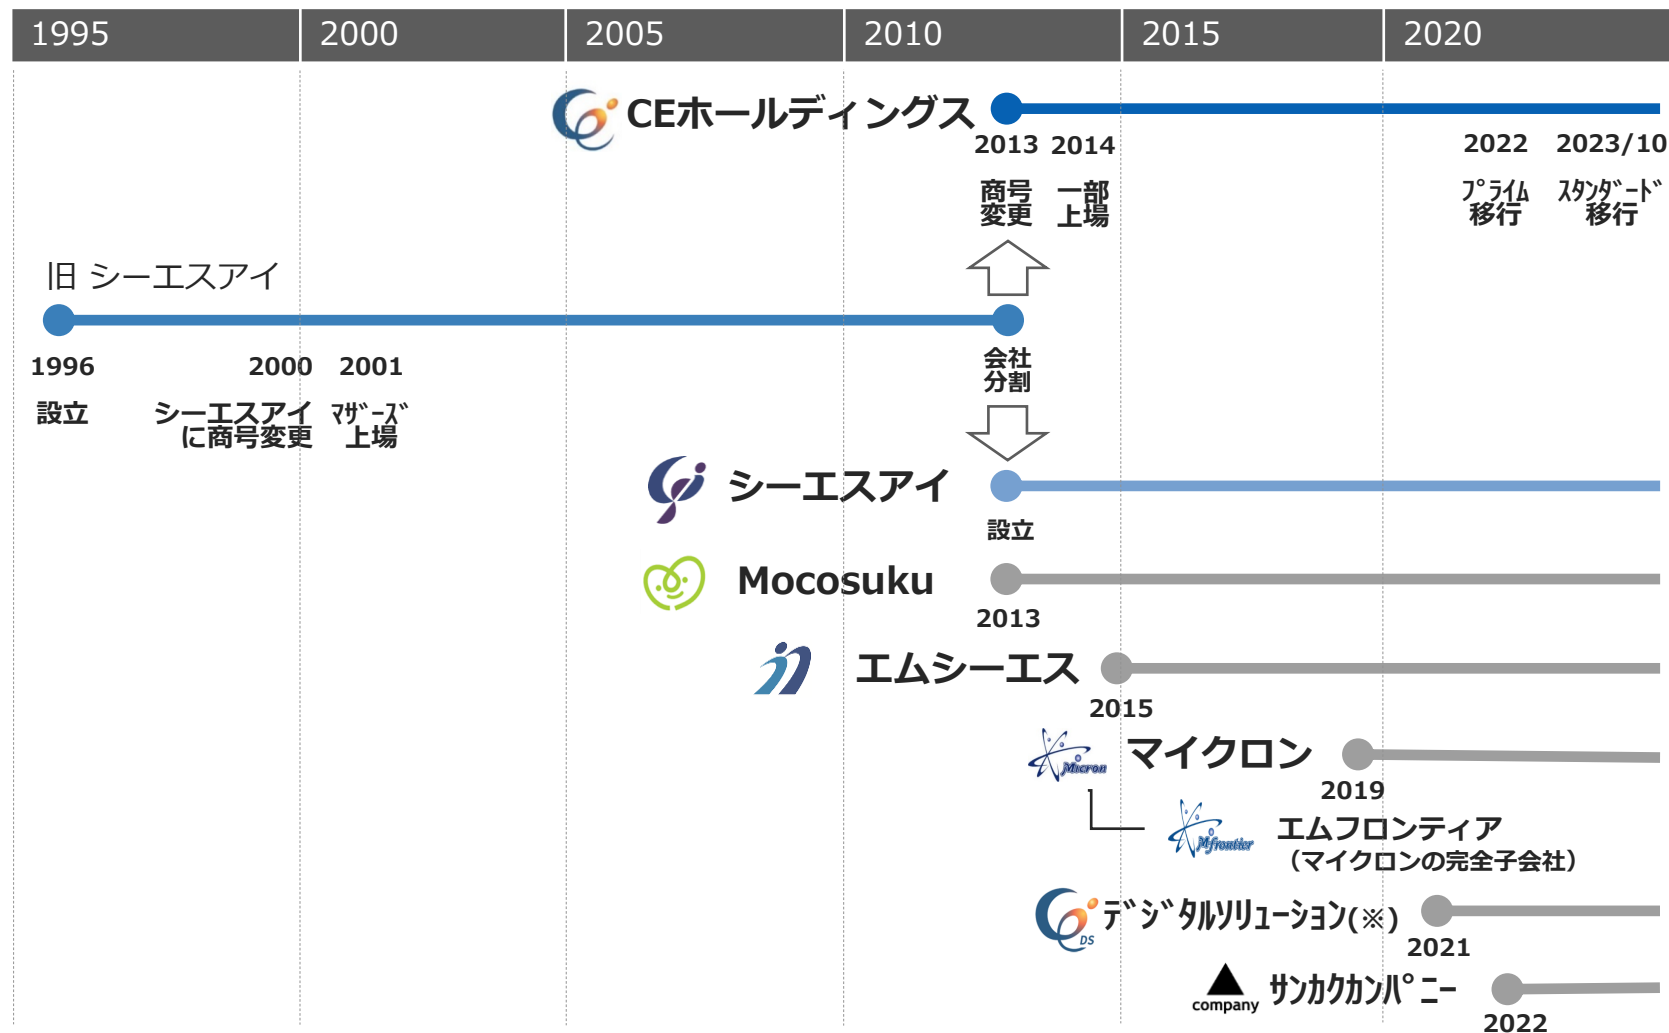 1995 2000 2005 2010 2015 2020
CEホールディングス
2013 2014 2022 2023/10
商号
変更
一部
上場
ﾌﾟﾗｲﾑ
移行
ｽﾀﾝﾀﾞｰﾄﾞ
移行
旧 シーエスアイ
1996 2000 2001
設立
シーエスアイ
に商号変更
ﾏｻﾞｰｽﾞ
上場
会社
分割
シーエスアイ
設立
Mocosuku
2013
エムシーエス
2015
Micron
マイクロン
2019
Mfrontier
エムフロンティア
（マイクロンの完全子会社）
DS
ﾃﾞｼﾞﾀﾙｿﾘｭｰｼｮﾝ(※)
2021
company
ｻﾝｶｸｶﾝﾊﾟﾆｰ
2022